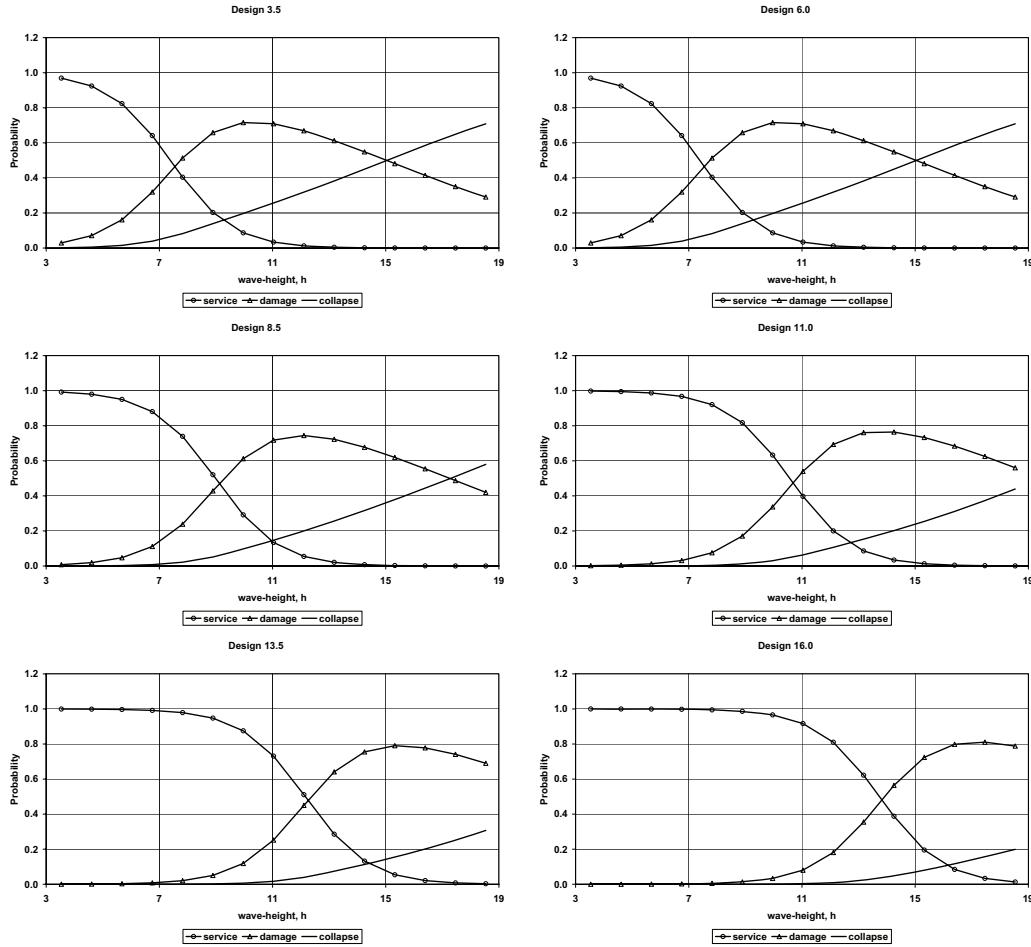 Design 3.5
1.2
1.0
0.8
0.6
0.4
0.2
0.0
Probability
3 7 11 15 19
wave-height, h
service damage collapse
Design 6.0
1.2
1.0
0.8
0.6
0.4
0.2
0.0
Probability
3 7 11 15 19
wave-height, h
service damage collapse
Design 8.5
1.2
1.0
0.8
0.6
0.4
0.2
0.0
Probability
3 7 11 15 19
wave-height, h
service damage collapse
Design 11.0
1.2
1.0
0.8
0.6
0.4
0.2
0.0
Probability
3 7 11 15 19
wave-height, h
service damage collapse
Design 13.5
1.2
1.0
0.8
0.6
0.4
0.2
0.0
Probability
3 7 11 15 19
wave-height, h
service damage collapse
Design 16.0
1.2
1.0
0.8
0.6
0.4
0.2
0.0
Probability
3 7 11 15 19
wave-height, h
service damage collapse